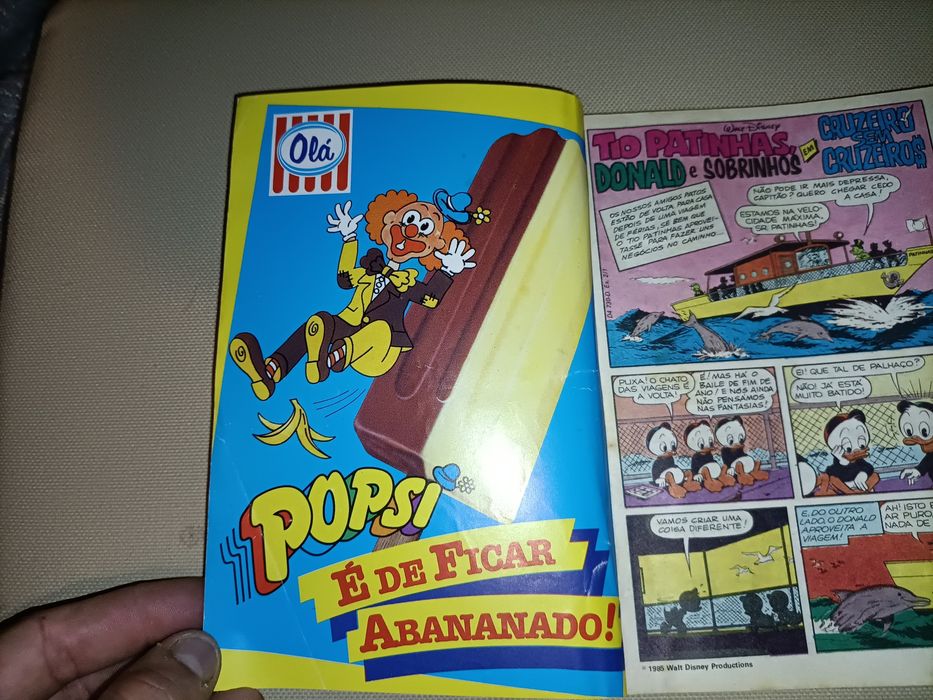 Olá
POPSI
É DE FICAR
ABANANADO!
WALT DISNEY
TIO PATINHAS,
DONALD e SOBRINHOS
EM
CRUZEIRO
SEM
CRUZEIROS
OS NOSSOS AMIGOS PATOS
ESTÃO DE VOLTA PARA CASA
DEPOIS DE UMA VIAGEM
DE FÉRIAS, SE BEM QUE
O TIO PATINHAS APROVEI-
TASSE PARA FAZER UNS
NEGÓCIOS NO CAMINHO...
NÃO PODE IR MAIS DEPRESSA,
CAPITÃO? QUERO CHEGAR CEDO
A CASA!
ESTAMOS NA VELO-
CIDADE MÁXIMA,
SR. PATINHAS!
PUXA! O CHATO
DAS VIAGENS É
A VOLTA!
É! MAS HÁ O
BAILE DE FIM DE
ANO! E NÓS AINDA
NÃO PENSÁMOS
NAS FANTASIAS!
EI! QUE TAL DE PALHAÇO?
NÃO! JÁ ESTÁ
MUITO BATIDO!
VAMOS CRIAR UMA
COISA DIFERENTE!
E, DO OUTRO
LADO, O DONALD
APROVEITA A
VIAGEM!
AH! ISTO É
AR PURO
NADA DE
© 1985 Walt Disney Productions